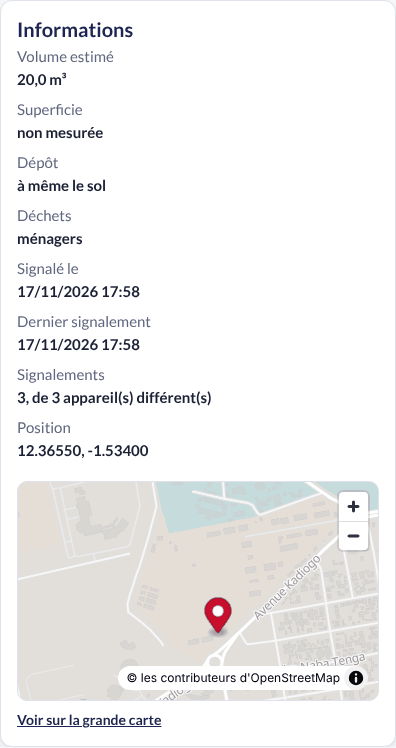 Informations
Volume estimé
20,0 m³
Superficie
non mesurée
Dépôt
à même le sol
Déchets
ménagers
Signalé le
17/11/2026 17:58
Dernier signalement
17/11/2026 17:58
Signalements
3, de 3 appareil(s) différent(s)
Position
12.36550, -1.53400
+
−
Avenue Kadiogo
Naba Tenga
© les contributeurs d'OpenStreetMap
Voir sur la grande carte